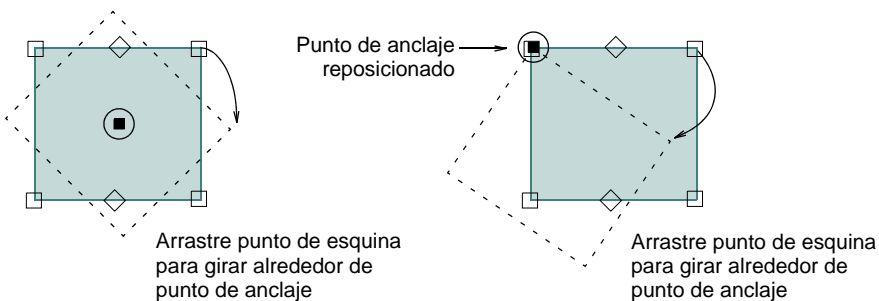 Punto de anclaje
reposicionado
Arrastre punto de esquina
para girar alrededor de
punto de anclaje
Arrastre punto de esquina
para girar alrededor de
punto de anclaje